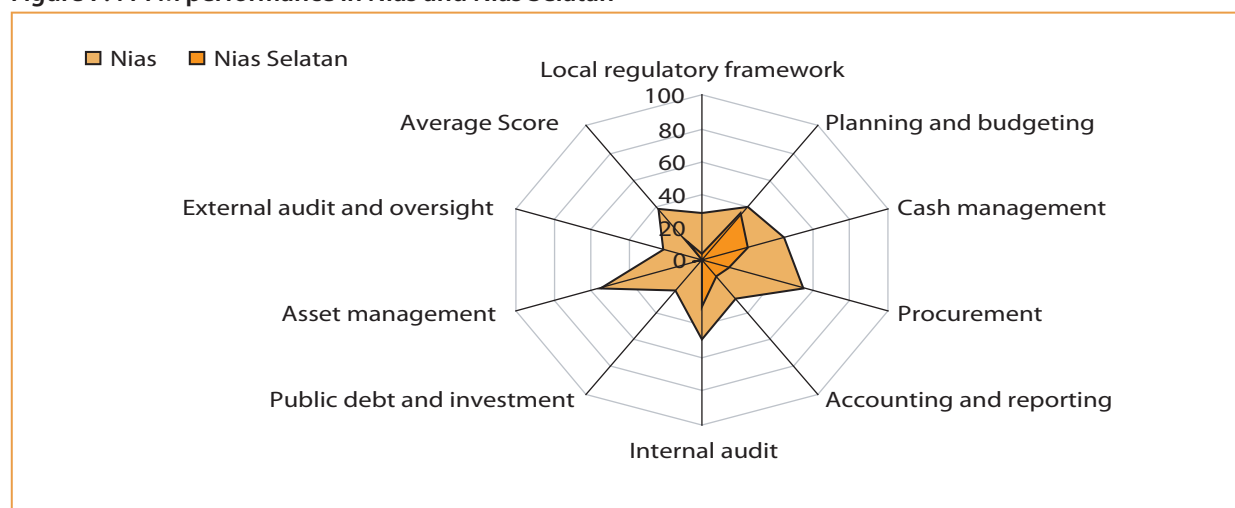 Nias
Nias Selatan
Local regulatory framework
100
Average Score
Planning and budgeting
80
60
External audit and oversight
40
Cash management
20
0
Asset management
Procurement
Public debt and investment
Accounting and reporting
Internal audit